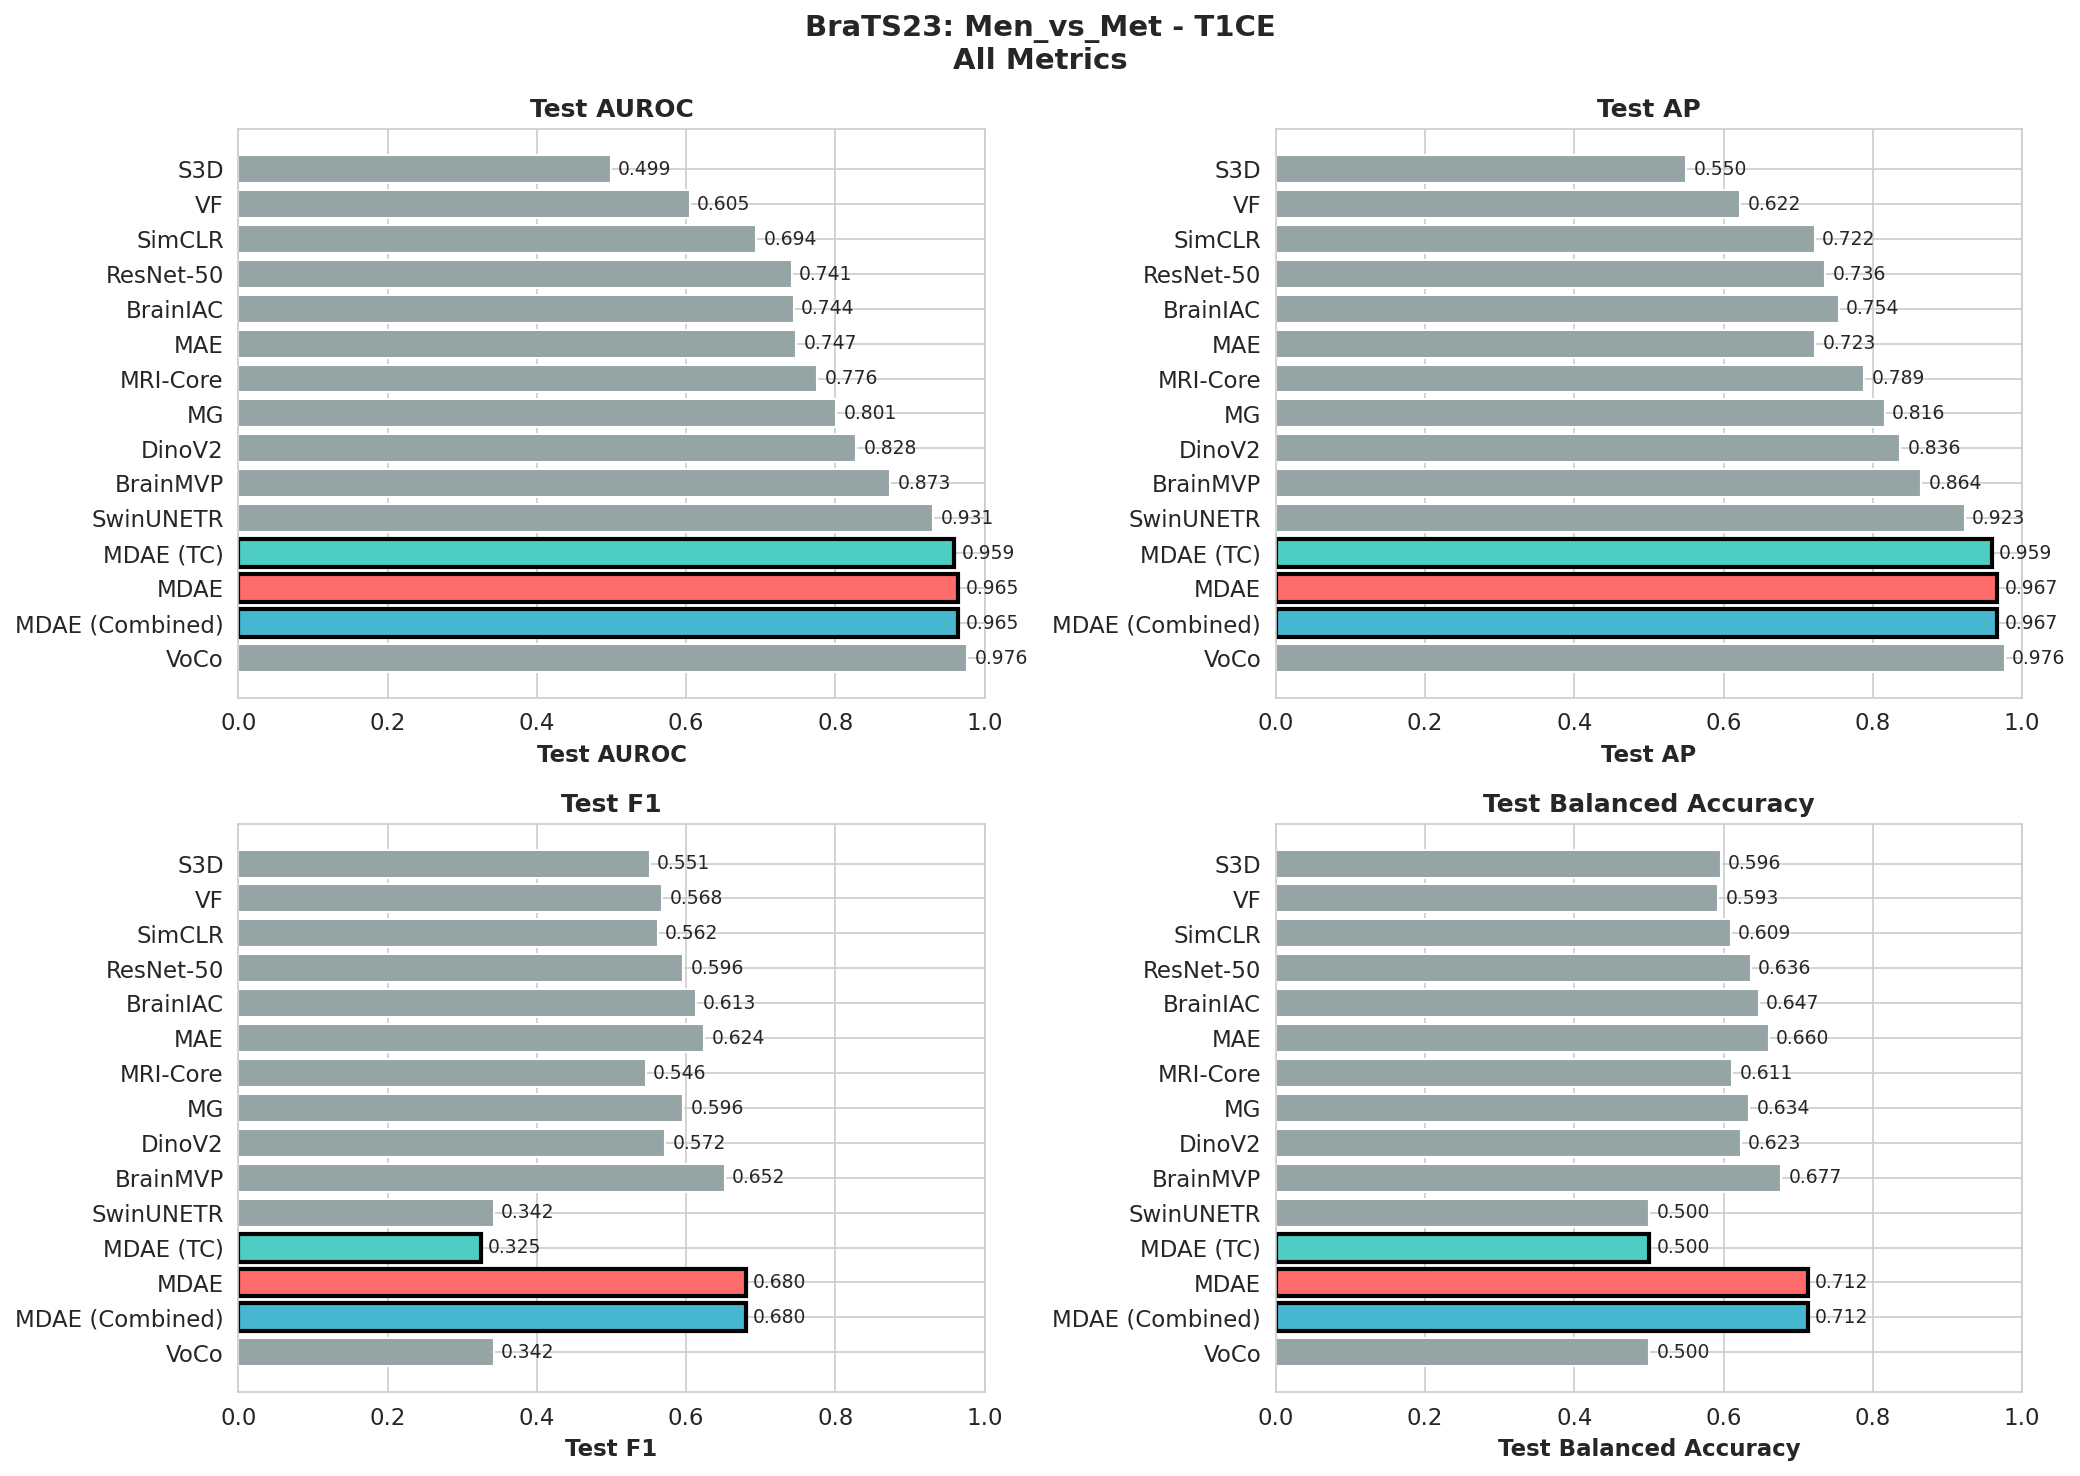 BraTS23: Men_vs_Met - T1CE
All Metrics
Test AUROC
S3D 0.499
VF 0.605
SimCLR 0.694
ResNet-50 0.741
BrainIAC 0.744
MAE 0.747
MRI-Core 0.776
MG 0.801
DinoV2 0.828
BrainMVP 0.873
SwinUNETR 0.931
MDAE (TC) 0.959
MDAE 0.965
MDAE (Combined) 0.965
VoCo 0.976
0.0 0.2 0.4 0.6 0.8 1.0
Test AUROC
Test AP
S3D 0.550
VF 0.622
SimCLR 0.722
ResNet-50 0.736
BrainIAC 0.754
MAE 0.723
MRI-Core 0.789
MG 0.816
DinoV2 0.836
BrainMVP 0.864
SwinUNETR 0.923
MDAE (TC) 0.959
MDAE 0.967
MDAE (Combined) 0.967
VoCo 0.976
0.0 0.2 0.4 0.6 0.8 1.0
Test AP
Test F1
S3D 0.551
VF 0.568
SimCLR 0.562
ResNet-50 0.596
BrainIAC 0.613
MAE 0.624
MRI-Core 0.546
MG 0.596
DinoV2 0.572
BrainMVP 0.652
SwinUNETR 0.342
MDAE (TC) 0.325
MDAE 0.680
MDAE (Combined) 0.680
VoCo 0.342
0.0 0.2 0.4 0.6 0.8 1.0
Test F1
Test Balanced Accuracy
S3D 0.596
VF 0.593
SimCLR 0.609
ResNet-50 0.636
BrainIAC 0.647
MAE 0.660
MRI-Core 0.611
MG 0.634
DinoV2 0.623
BrainMVP 0.677
SwinUNETR 0.500
MDAE (TC) 0.500
MDAE 0.712
MDAE (Combined) 0.712
VoCo 0.500
0.0 0.2 0.4 0.6 0.8 1.0
Test Balanced Accuracy